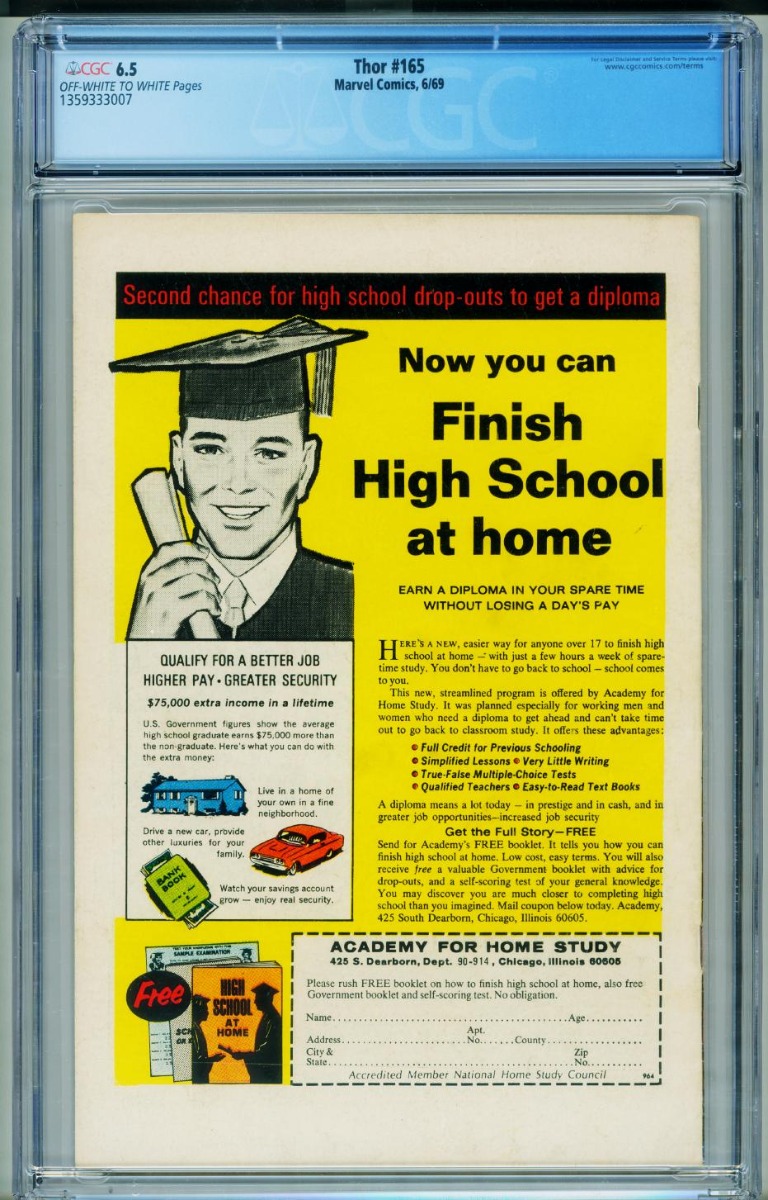 CGC 6.5
OFF-WHITE TO WHITE Pages
1359333007
Thor #165
Marvel Comics, 6/69
For Legal Disclaimer and Service Terms please visit:
www.cgccomics.com/terms
CGC
Second chance for high school drop-outs to get a diploma
Now you can
Finish
High School
at home
EARN A DIPLOMA IN YOUR SPARE TIME
WITHOUT LOSING A DAY'S PAY
QUALIFY FOR A BETTER JOB
HIGHER PAY • GREATER SECURITY
$75,000 extra income in a lifetime
U.S. Government figures show the average
high school graduate earns $75,000 more than
the non-graduate. Here's what you can do with
the extra money:
Live in a home of
your own in a fine
neighborhood.
Drive a new car, provide
other luxuries for your
family.
BANK
BOOK
Watch your savings account
grow — enjoy real security.
HERE'S A NEW, easier way for anyone over 17 to finish high
school at home — with just a few hours a week of spare-
time study. You don't have to go back to school — school comes
to you.
This new, streamlined program is offered by Academy for
Home Study. It was planned especially for working men and
women who need a diploma to get ahead and can't take time
out to go back to classroom study. It offers these advantages:
• Full Credit for Previous Schooling
• Simplified Lessons • Very Little Writing
• True-False Multiple-Choice Tests
• Qualified Teachers • Easy-to-Read Text Books
A diploma means a lot today — in prestige and in cash, and in
greater job opportunities—increased job security
Get the Full Story—FREE
Send for Academy's FREE booklet. It tells you how you can
finish high school at home. Low cost, easy terms. You will also
receive free a valuable Government booklet with advice for
drop-outs, and a self-scoring test of your general knowledge.
You may discover you are much closer to completing high
school than you imagined. Mail coupon below today. Academy,
425 South Dearborn, Chicago, Illinois 60605.
SAMPLE EXAMINATION
Free
HIGH
SCHOOL
AT
HOME
ACADEMY FOR HOME STUDY
425 S. Dearborn, Dept. 90-914, Chicago, Illinois 60605
Please rush FREE booklet on how to finish high school at home, also free
Government booklet and self-scoring test. No obligation.
Name.................Age...........
Apt.
Address.................No.......County.............
City & Zip
State.................No.............
Accredited Member National Home Study Council 964